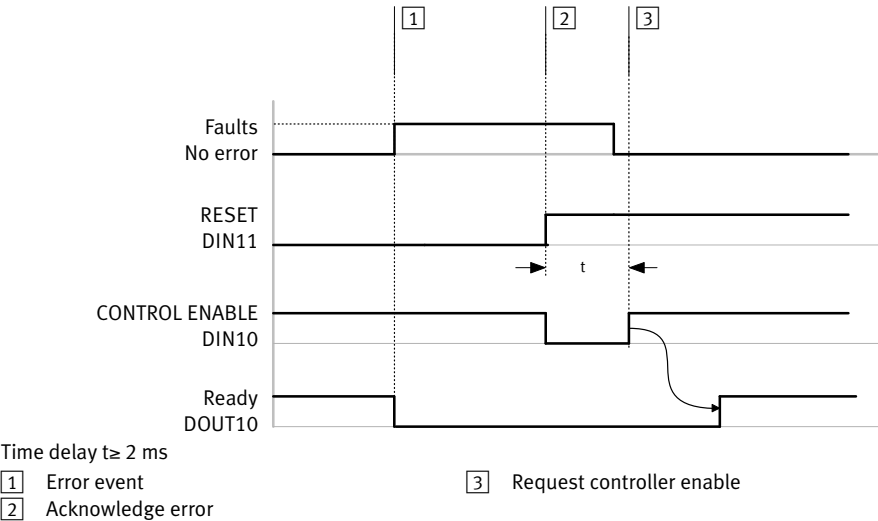 1 2 3
Faults
No error
RESET
DIN11
t
CONTROL ENABLE
DIN10
Ready
DOUT10
Time delay t≥ 2 ms
1 Error event
3 Request controller enable
2 Acknowledge error